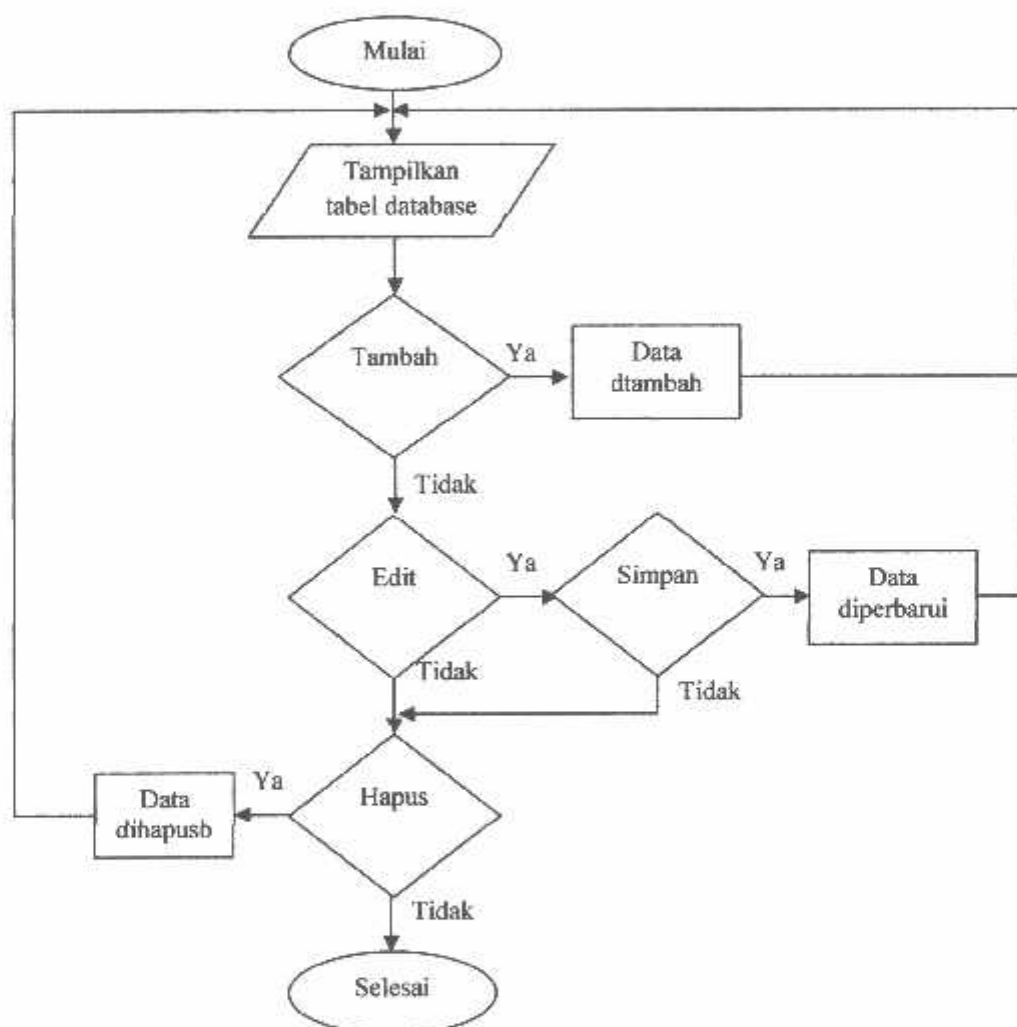 Mulai
Tampilkan
tabel database
Tambah
Ya
Data
dtambah
Tidak
Edit
Ya
Simpan
Ya
Data
diperbarui
Tidak
Tidak
Hapus
Ya
Data
dihapusb
Tidak
Selesai